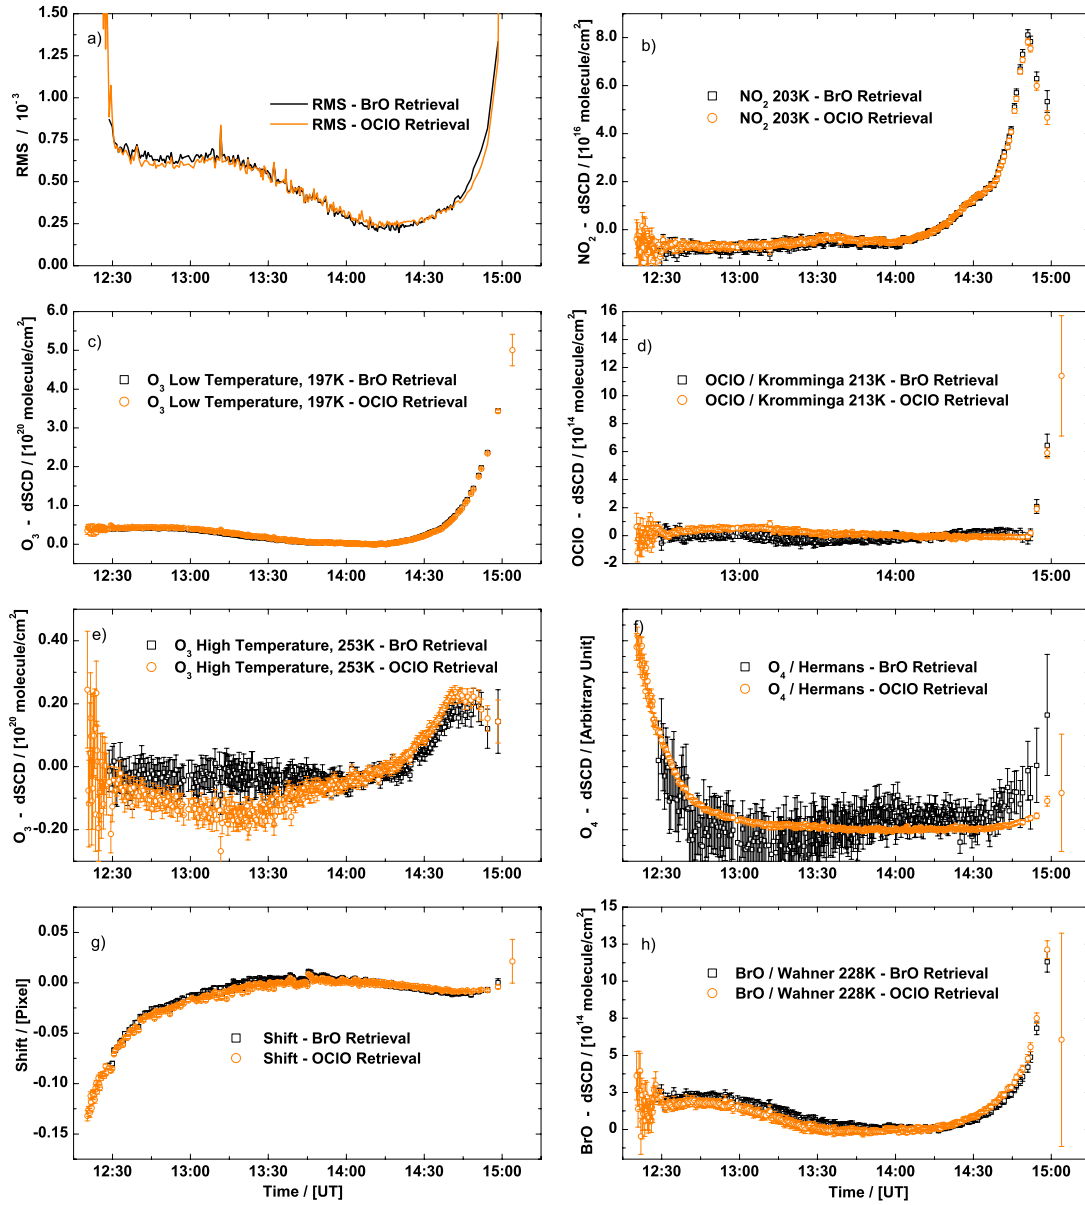 a)
RMS / 10⁻³
1.50
1.00
0.75
0.50
0.25
0.00
RMS - BrO Retrieval
RMS - OClO Retrieval
12:30 13:00 13:30 14:00 14:30 15:00
b)
NO₂ - dSCD / [10¹⁶ molecule/cm²]
8.0
6.0
4.0
2.0
0.0
NO₂ 203K - BrO Retrieval
NO₂ 203K - OClO Retrieval
12:30 13:00 13:30 14:00 14:30 15:00
c)
O₃ - dSCD / [10²⁰ molecule/cm²]
6.0
5.0
4.0
3.0
2.0
1.0
0.0
O₃ Low Temperature, 197K - BrO Retrieval
O₃ Low Temperature, 197K - OClO Retrieval
12:30 13:00 13:30 14:00 14:30 15:00
d)
OClO - dSCD / [10¹⁴ molecule/cm²]
16
14
12
10
8
6
4
2
0
-2
OClO / Kromminga 213K - BrO Retrieval
OClO / Kromminga 213K - OClO Retrieval
13:00 14:00 15:00
e)
O₃ - dSCD / [10²⁰ molecule/cm²]
0.40
0.20
0.00
-0.20
O₃ High Temperature, 253K - BrO Retrieval
O₃ High Temperature, 253K - OClO Retrieval
12:30 13:00 13:30 14:00 14:30 15:00
f)
O₄ - dSCD / [Arbitrary Unit]
O₄ / Hermans - BrO Retrieval
O₄ / Hermans - OClO Retrieval
12:30 13:00 13:30 14:00 14:30 15:00
g)
Shift / [Pixel]
0.05
0.00
-0.05
-0.10
-0.15
Shift - BrO Retrieval
Shift - OClO Retrieval
12:30 13:00 13:30 14:00 14:30 15:00
Time / [UT]
h)
BrO - dSCD / [10¹⁴ molecule/cm²]
15
13
10
8
5
3
0
BrO / Wahner 228K - BrO Retrieval
BrO / Wahner 228K - OClO Retrieval
12:30 13:00 13:30 14:00 14:30 15:00
Time / [UT]